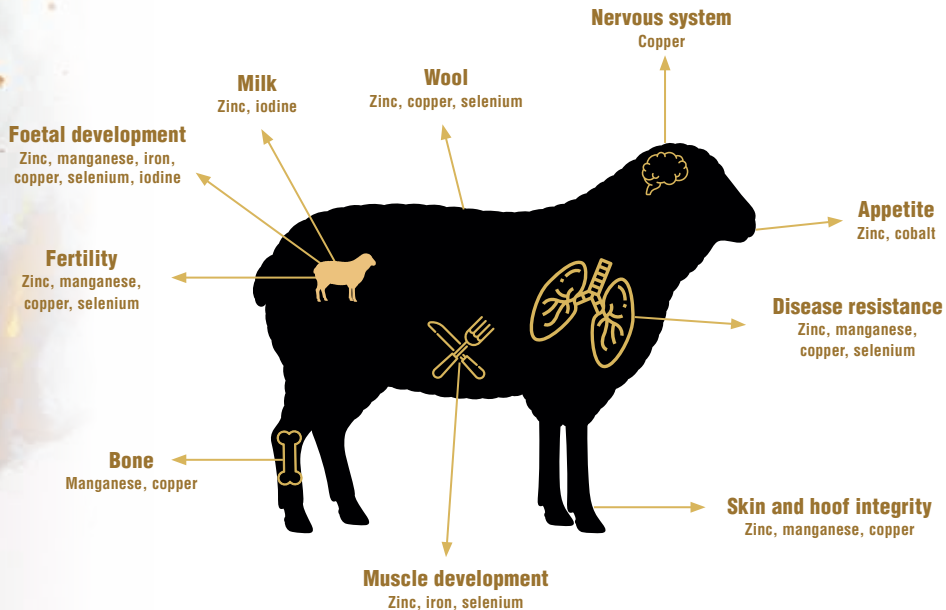 Nervous system
Copper
Milk
Zinc, iodine
Wool
Zinc, copper, selenium
Foetal development
Zinc, manganese, iron,
copper, selenium, iodine
Appetite
Zinc, cobalt
Fertility
Zinc, manganese,
copper, selenium
Disease resistance
Zinc, manganese,
copper, selenium
Bone
Manganese, copper
Skin and hoof integrity
Zinc, manganese, copper
Muscle development
Zinc, iron, selenium